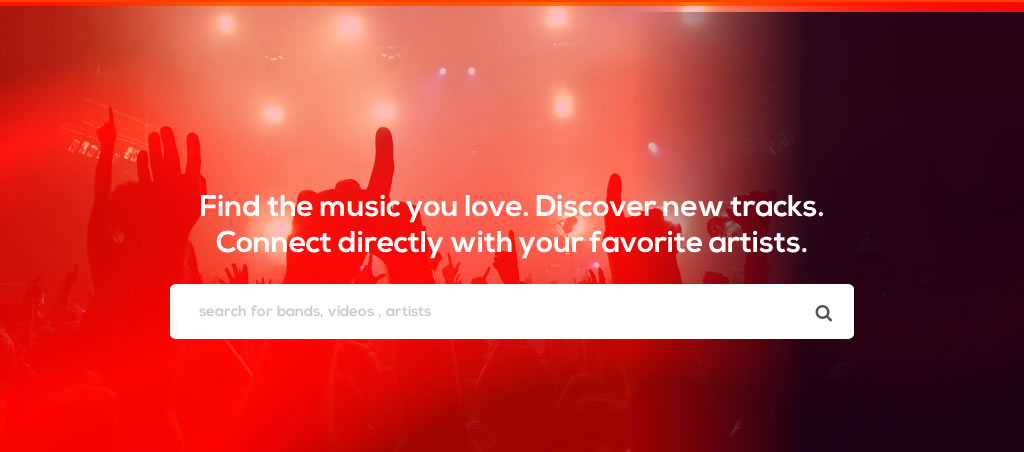 Find the music you love. Discover new tracks.
Connect directly with your favorite artists.
search for bands, videos , artists